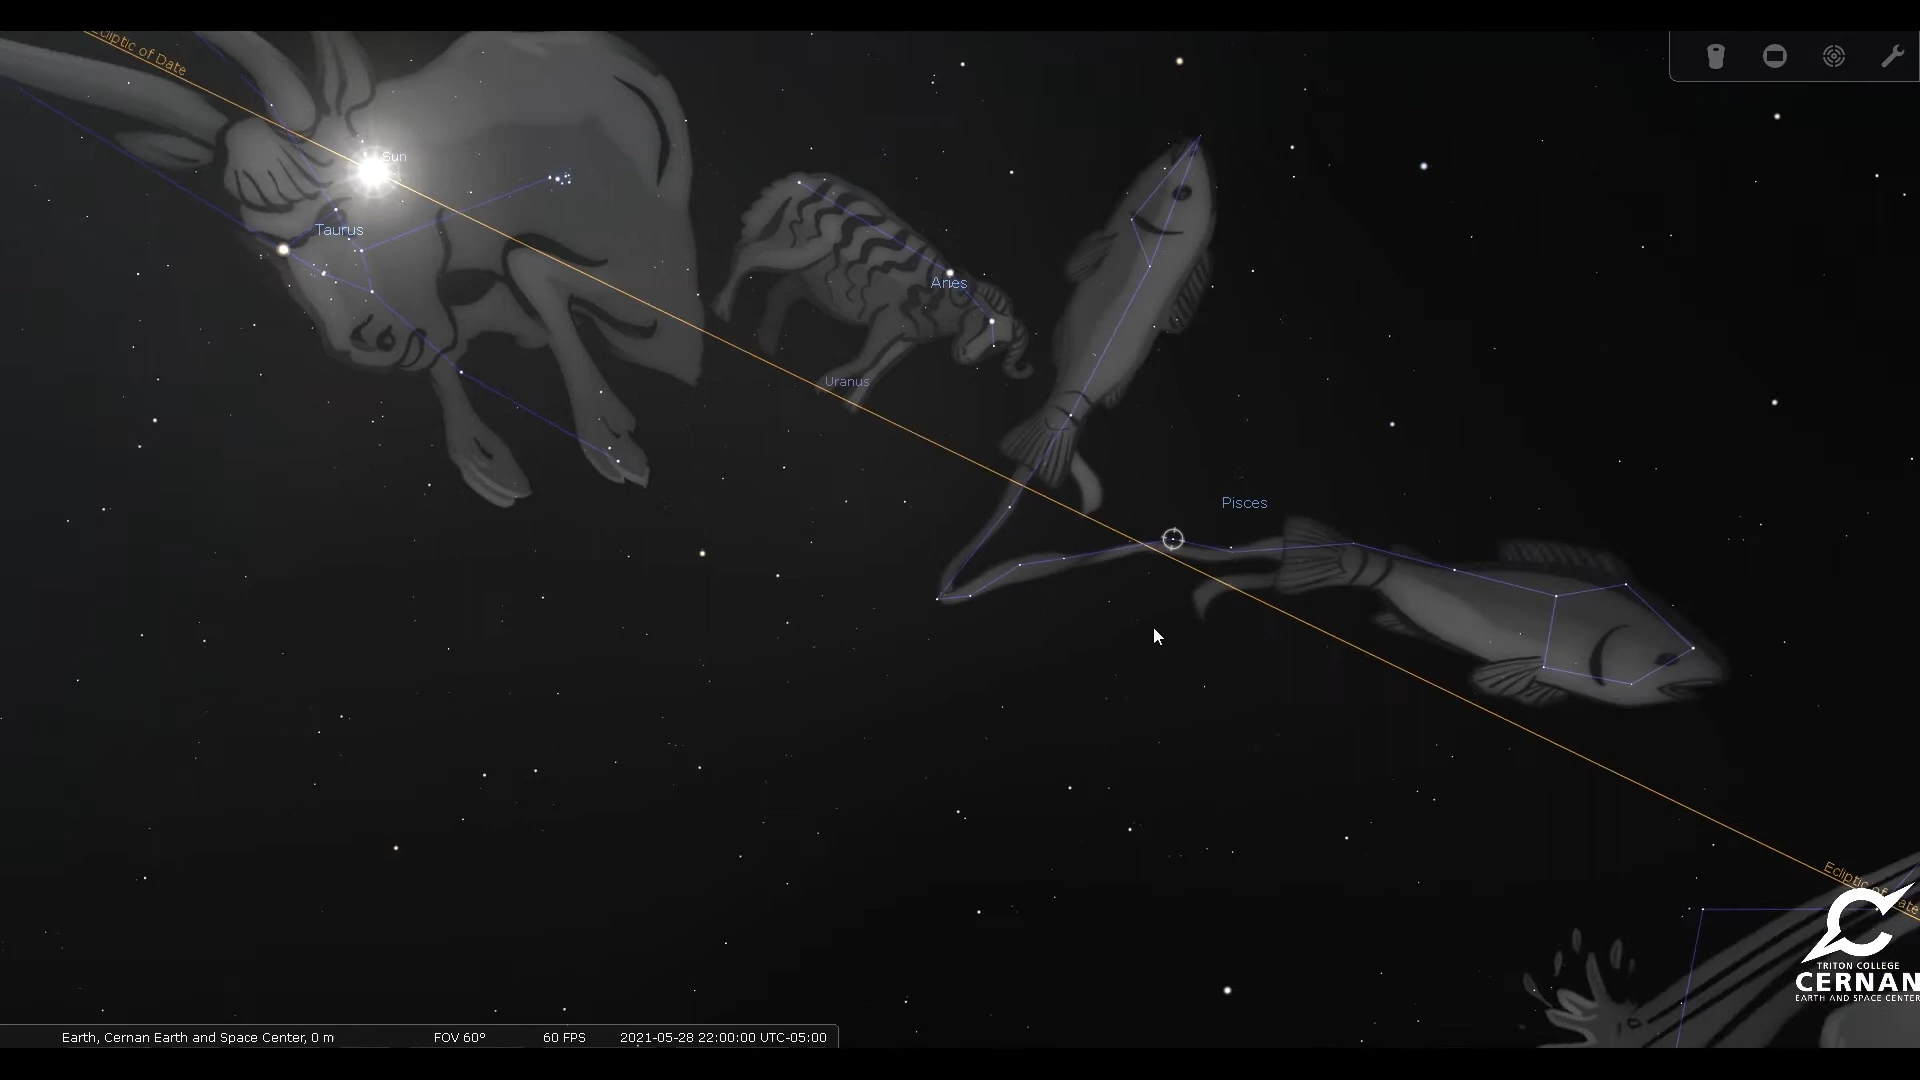 Ecliptic of Date
Sun
Taurus
Aries
Uranus
Pisces
Ecliptic of Date
TRITON COLLEGE
CERNAN
EARTH AND SPACE CENTER
Earth, Cernan Earth and Space Center, 0 m FOV 60° 60 FPS 2021-05-28 22:00:00 UTC-05:00